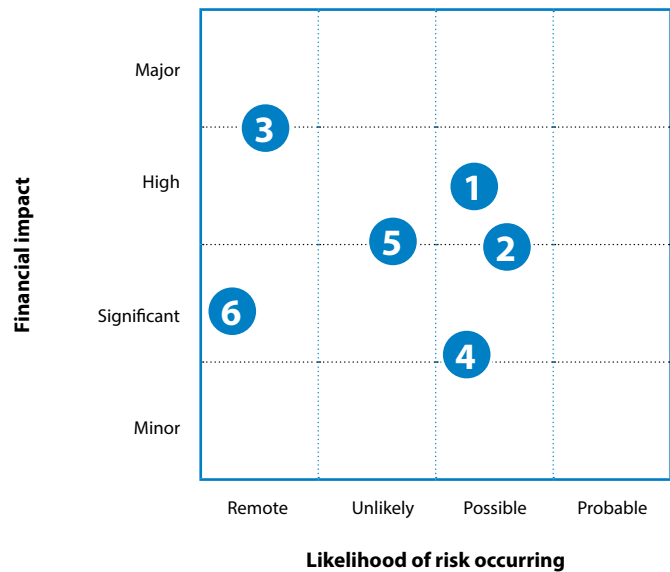 Financial impact
Major
High
Significant
Minor
3
1
5
2
6
4
Remote
Unlikely
Possible
Probable
Likelihood of risk occurring